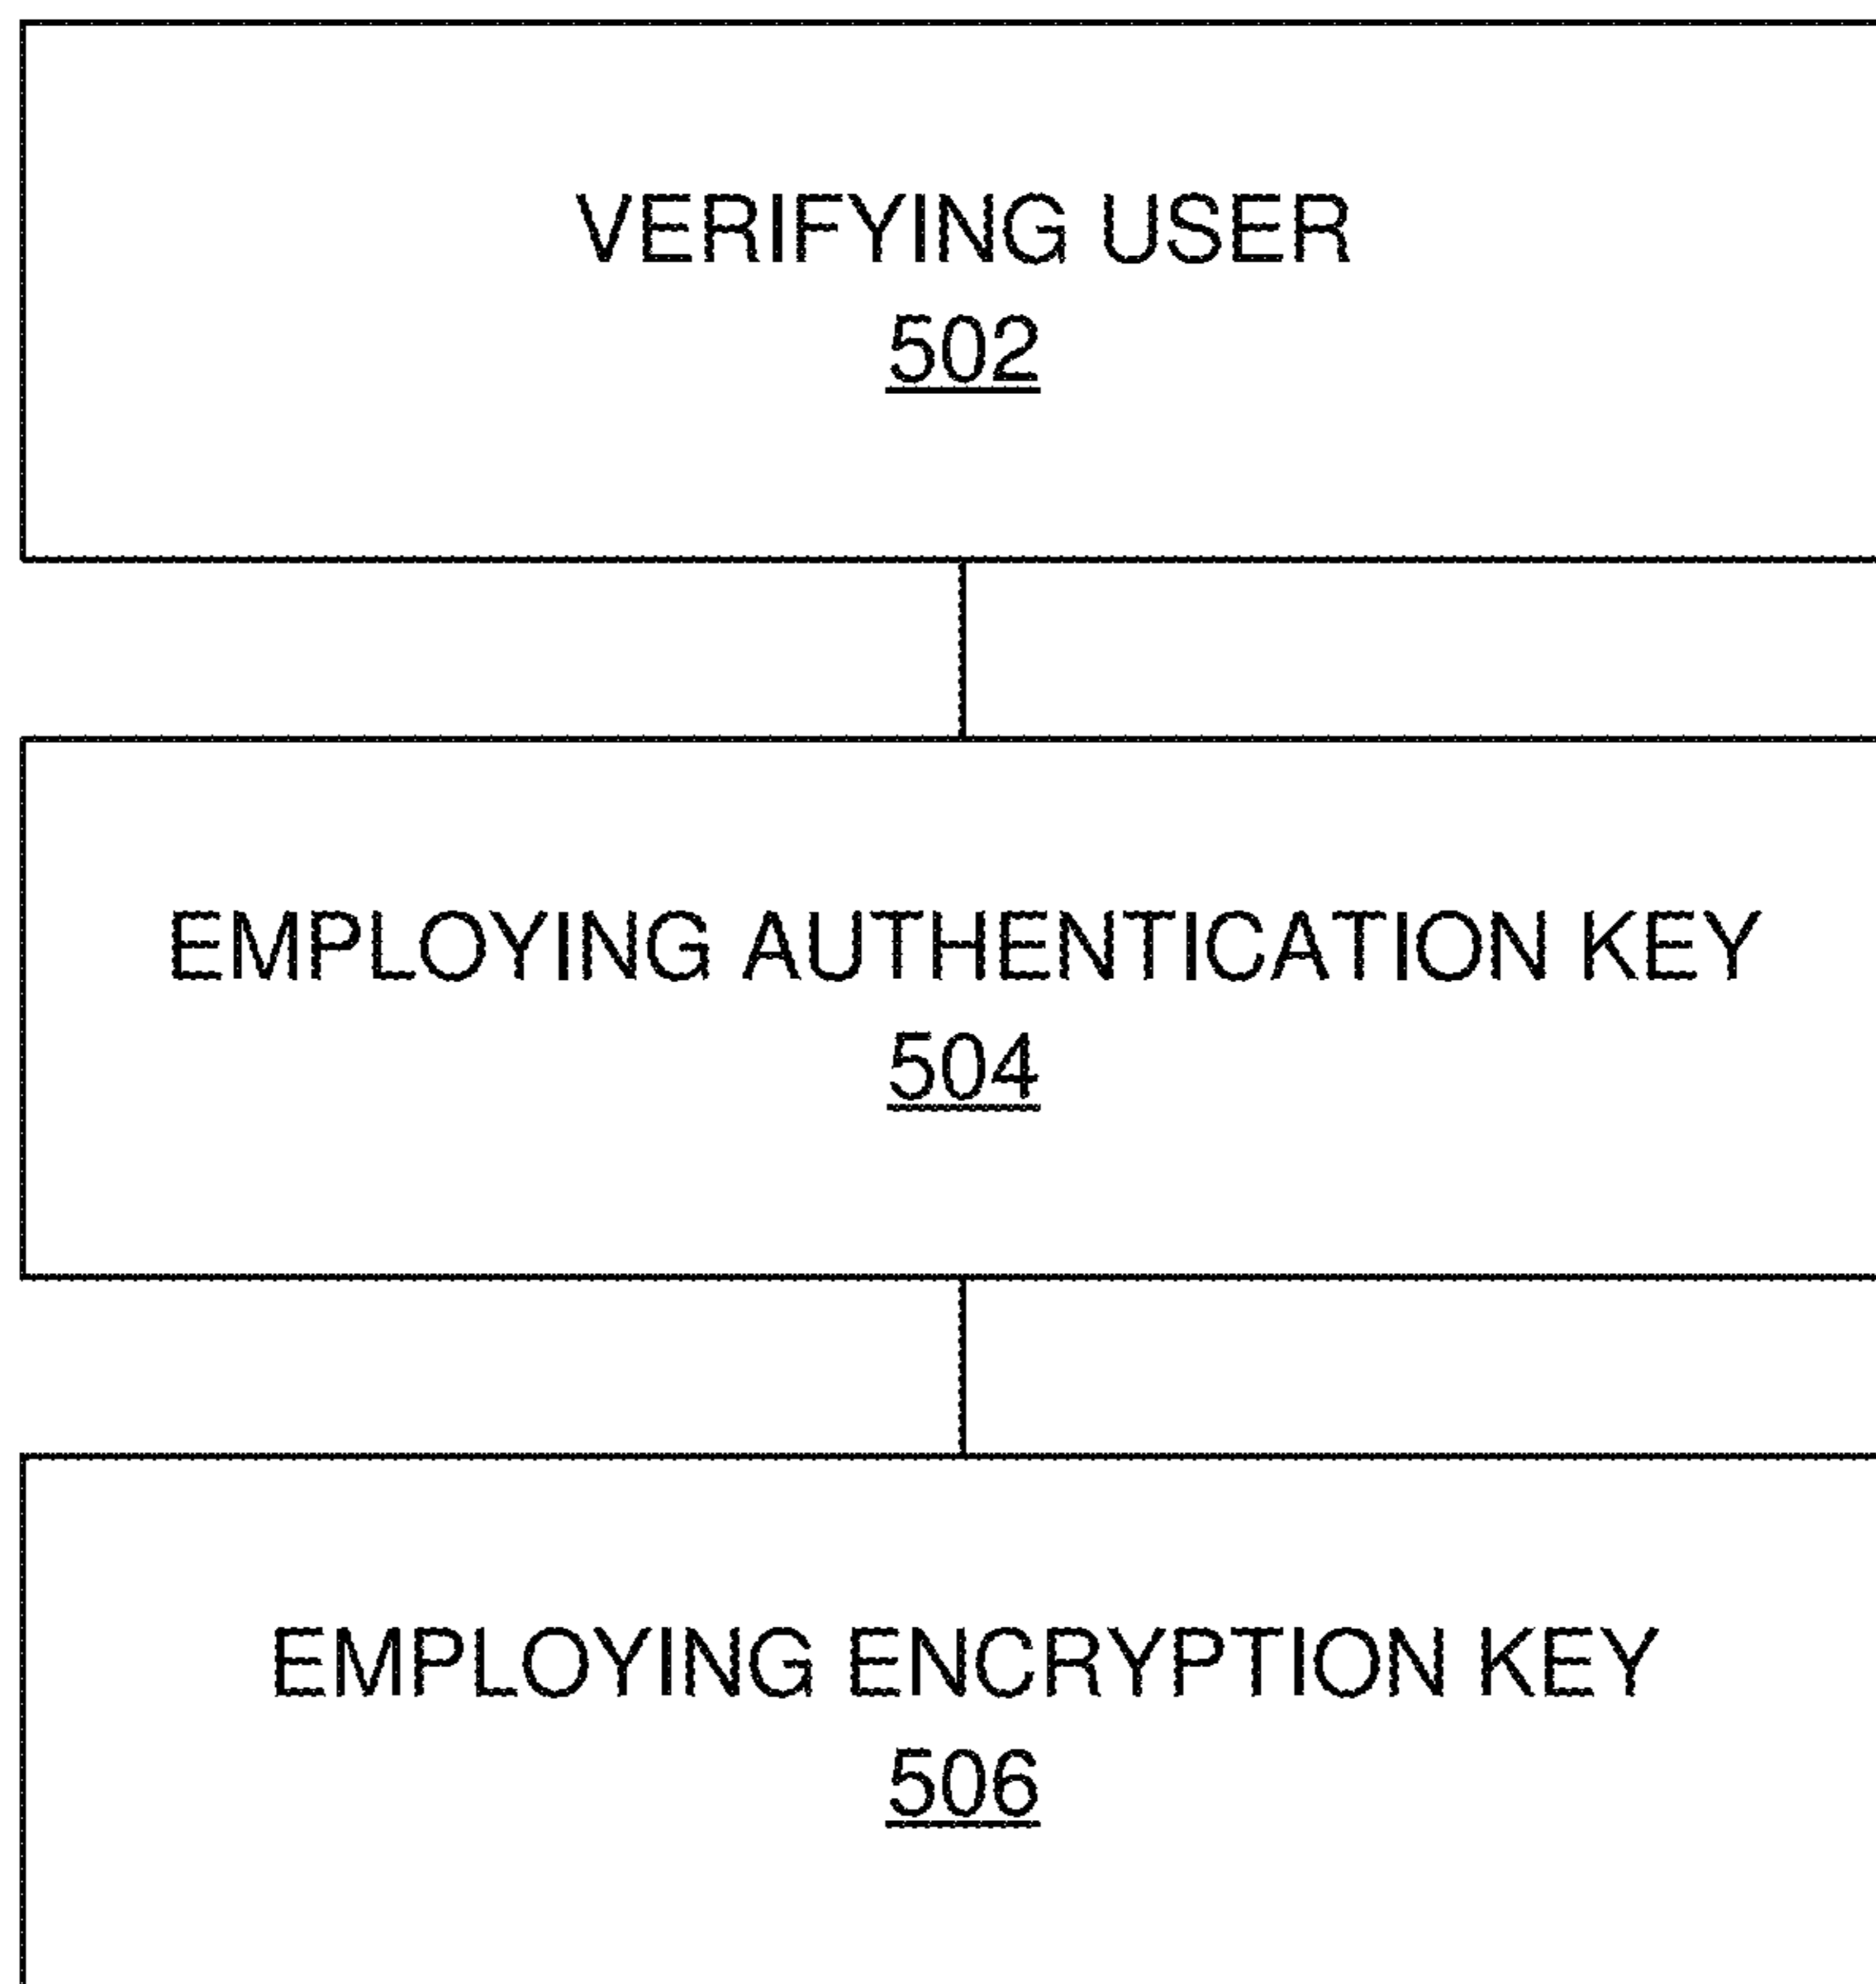 VERIFYING USER
502
EMPLOYING AUTHENTICATION KEY
504
EMPLOYING ENCRYPTION KEY
506